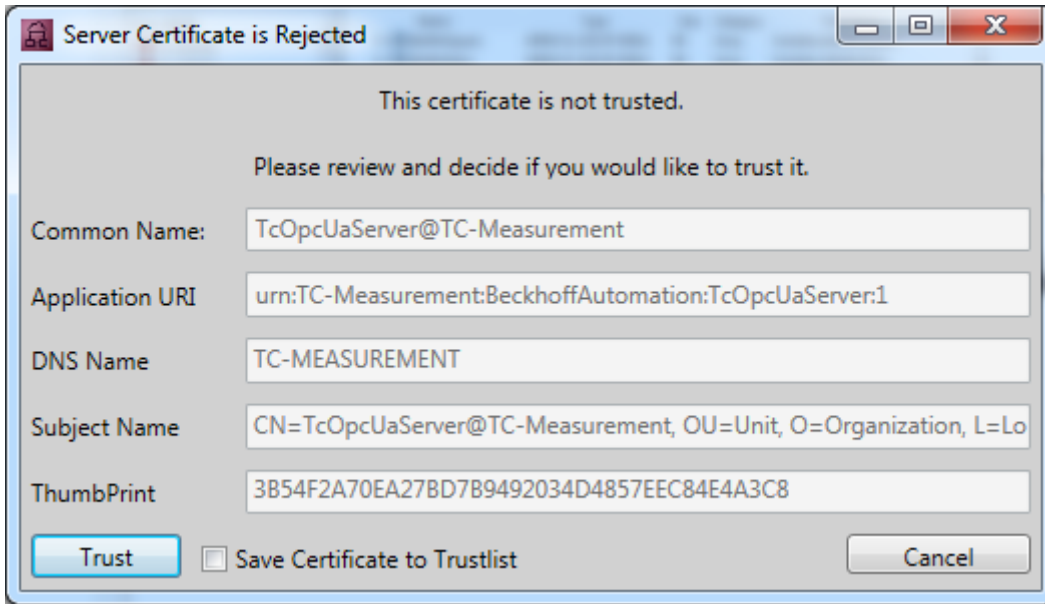 Server Certificate is Rejected
This certificate is not trusted.
Please review and decide if you would like to trust it.
Common Name: TcOpcUaServer@TC-Measurement
Application URI urn:TC-Measurement:BeckhoffAutomation:TcOpcUaServer:1
DNS Name TC-MEASUREMENT
Subject Name CN=TcOpcUaServer@TC-Measurement, OU=Unit, O=Organization, L=Lo
ThumbPrint 3B54F2A70EA27BD7B9492034D4857EEC84E4A3C8
Trust Save Certificate to Trustlist Cancel